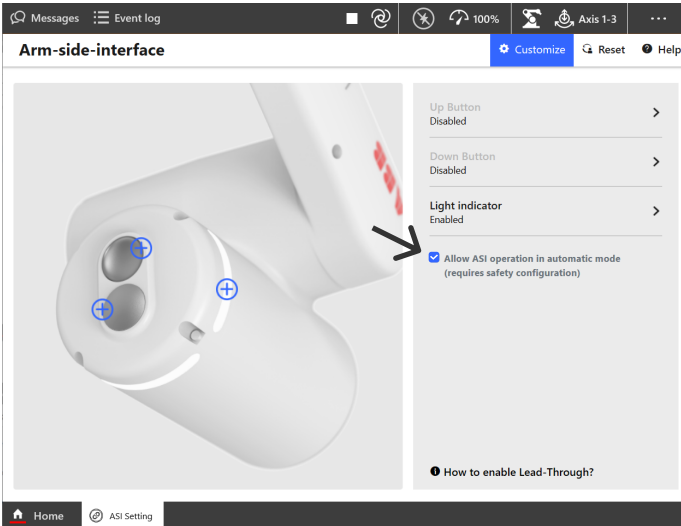 Messages
Event log
100%
Axis 1-3
Arm-side-interface
Customize
Reset
Help
Up Button
Disabled
Down Button
Disabled
Light indicator
Enabled
Allow ASI operation in automatic mode
(requires safety configuration)
How to enable Lead-Through?
Home
ASI Setting